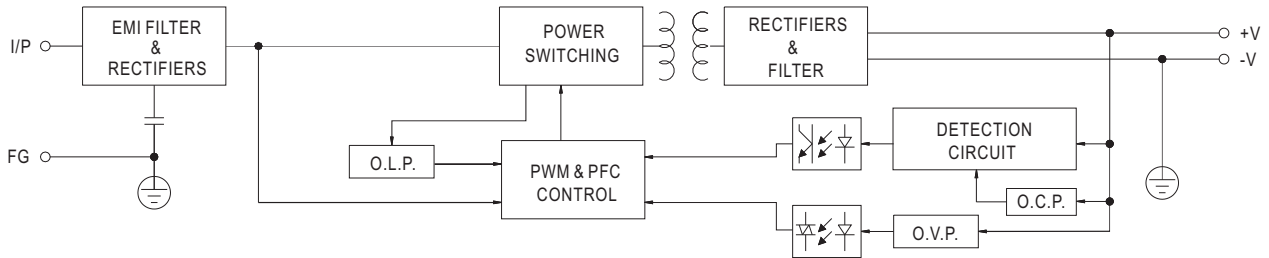 I/P
EMI FILTER
&
RECTIFIERS
POWER
SWITCHING
RECTIFIERS
&
FILTER
+V
-V
FG
O.L.P.
PWM & PFC
CONTROL
DETECTION
CIRCUIT
O.C.P.
O.V.P.